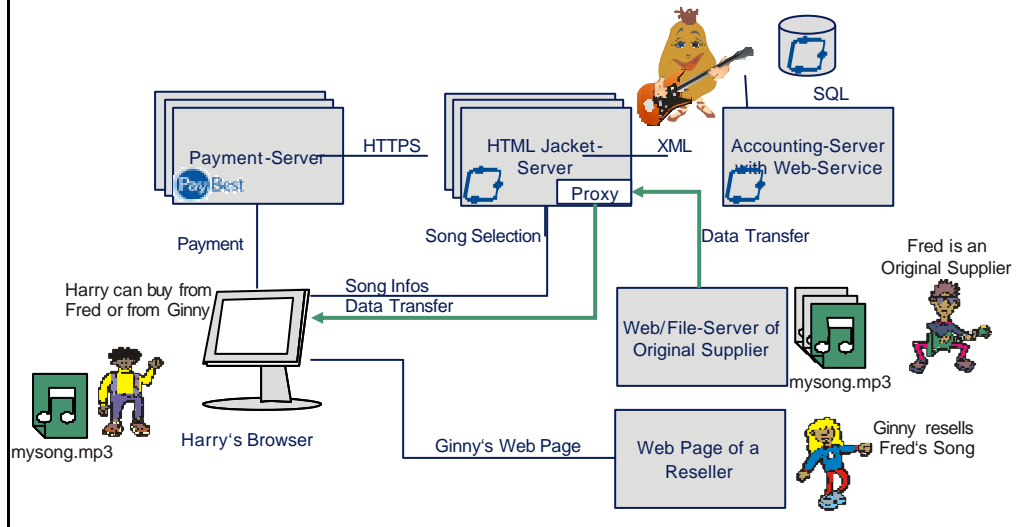 SQL
Payment-Server
HTTPS
HTML Jacket-
Server
XML
Accounting-Server
with Web-Service
PayBest
Proxy
Payment
Song Selection
Data Transfer
Fred is an
Original Supplier
Harry can buy from
Fred or from Ginny
Song Infos
Data Transfer
Web/File-Server of
Original Supplier
mysong.mp3
mysong.mp3
Harry‘s Browser
Ginny‘s Web Page
Web Page of a
Reseller
Ginny resells
Fred‘s Song